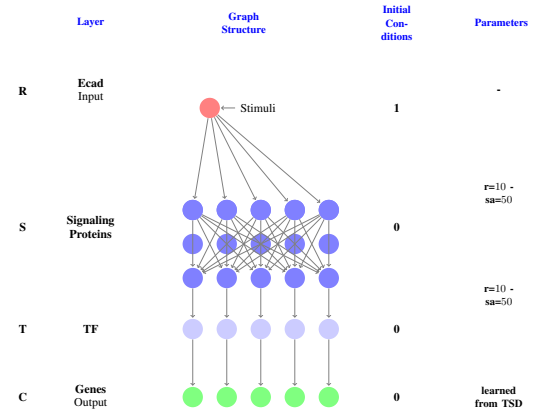 Layer
Graph
Structure
Initial
Con-
ditions
Parameters
R
Ecad
Input
Stimuli
1
-
S
Signaling
Proteins
0
r=10 -
sa=50
r=10 -
sa=50
T
TF
0
C
Genes
Output
0
learned
from TSD